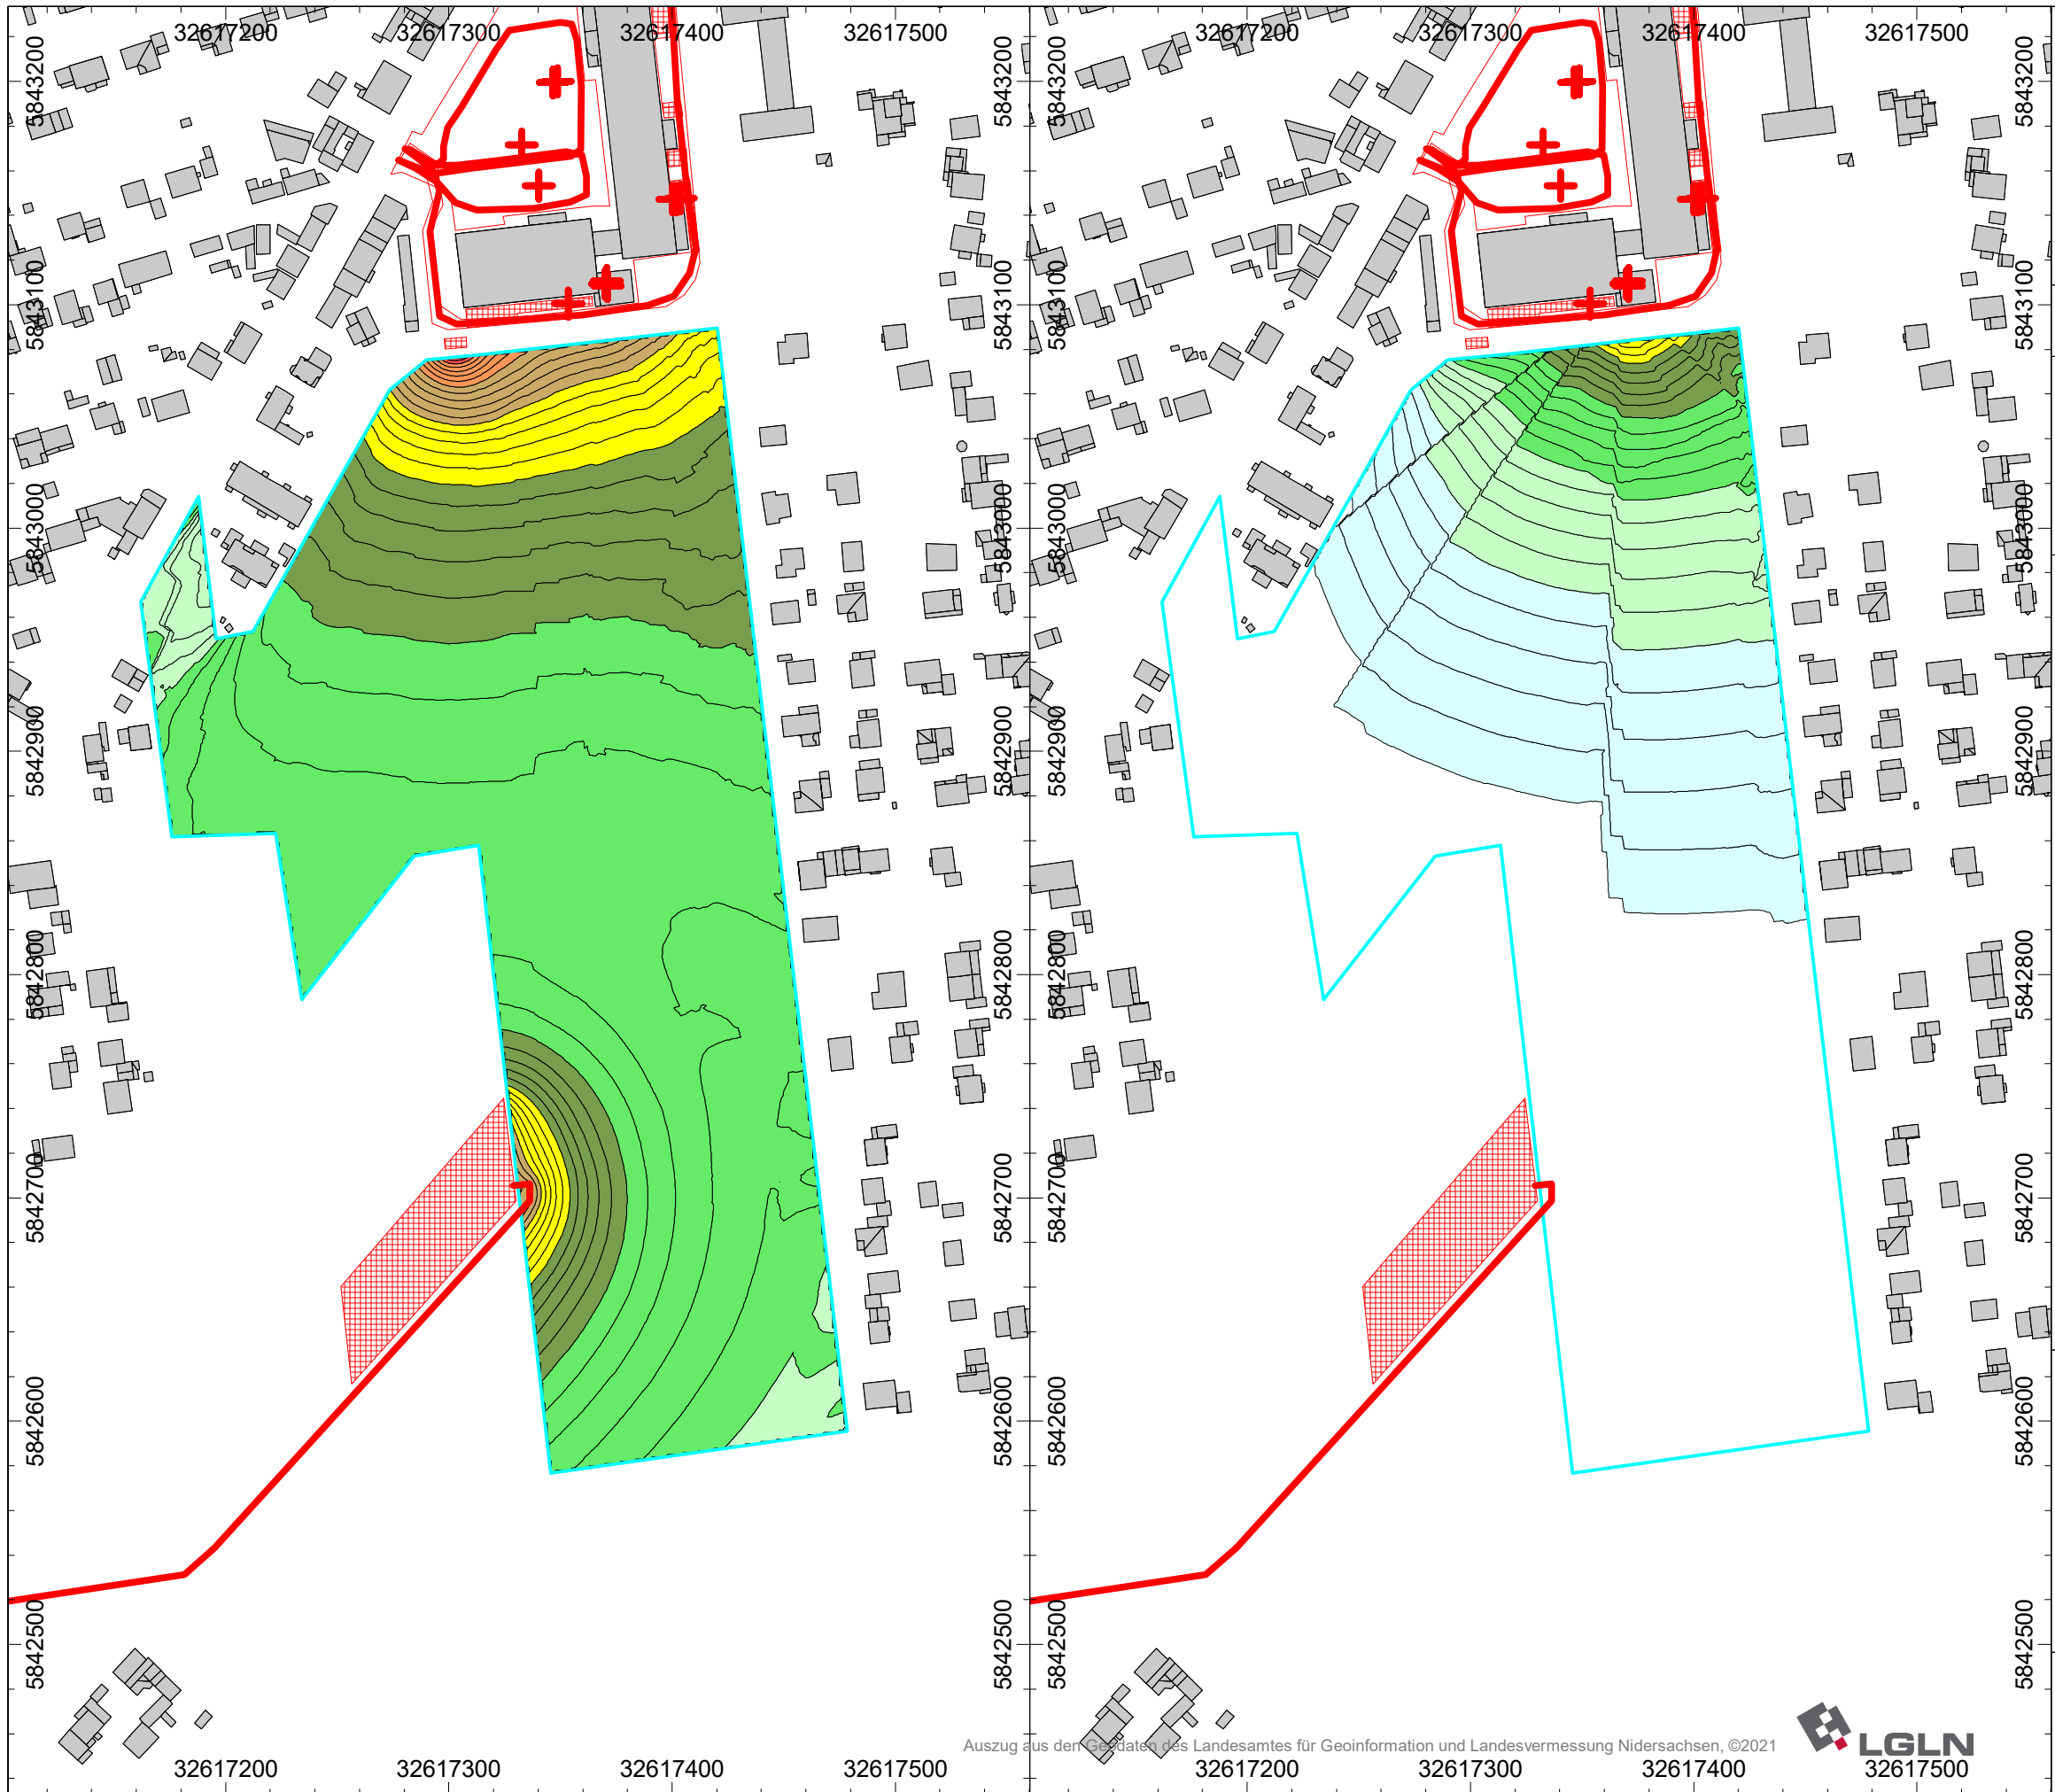 32617200 32617300 32617400 32617500 32617200 32617300 32617400 32617500
5843200 5843200 5843200 5843200
5843100 5843100 5843100 5843100
5843000 5843000 5843000 5843000
5842900 5842900 5842900 5842900
5842800 5842800 5842800 5842800
5842700 5842700 5842700 5842700
5842600 5842600 5842600 5842600
5842500 5842500 5842500 5842500
Auszug aus den Geodaten des Landesamtes für Geoinformation und Landesvermessung Nidersachsen, ©2021
LGLN
32617200 32617300 32617400 32617500 32617200 32617300 32617400 32617500